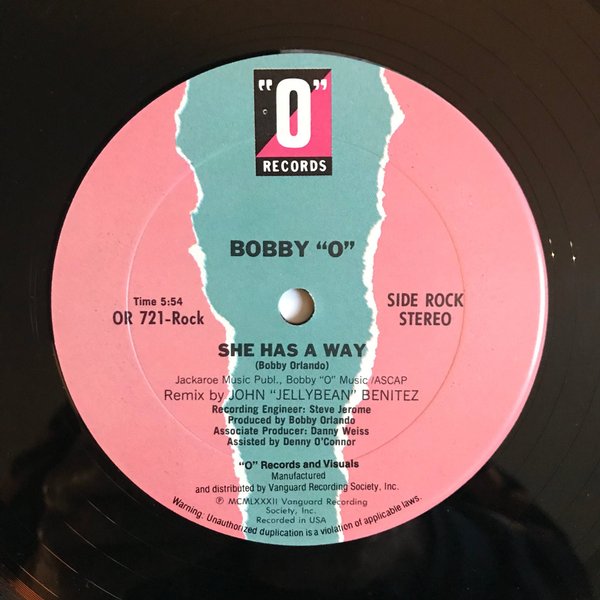 "O"
RECORDS
BOBBY "O"
Time 5:54
OR 721-Rock
SIDE ROCK
STEREO
SHE HAS A WAY
(Bobby Orlando)
Jackaroe Music Publ., Bobby "O" Music/ASCAP
Remix by JOHN "JELLYBEAN" BENITEZ
Recording Engineer: Steve Jerome
Produced by Bobby Orlando
Associate Producer: Danny Weiss
Assisted by Denny O'Connor
"O" Records and Visuals
Manufactured
and distributed by Vanguard Recording Society, Inc.
℗ MCMLXXXII Vanguard Recording
Society, Inc.
Recorded in USA
Warning: Unauthorized duplication is a violation of applicable laws.